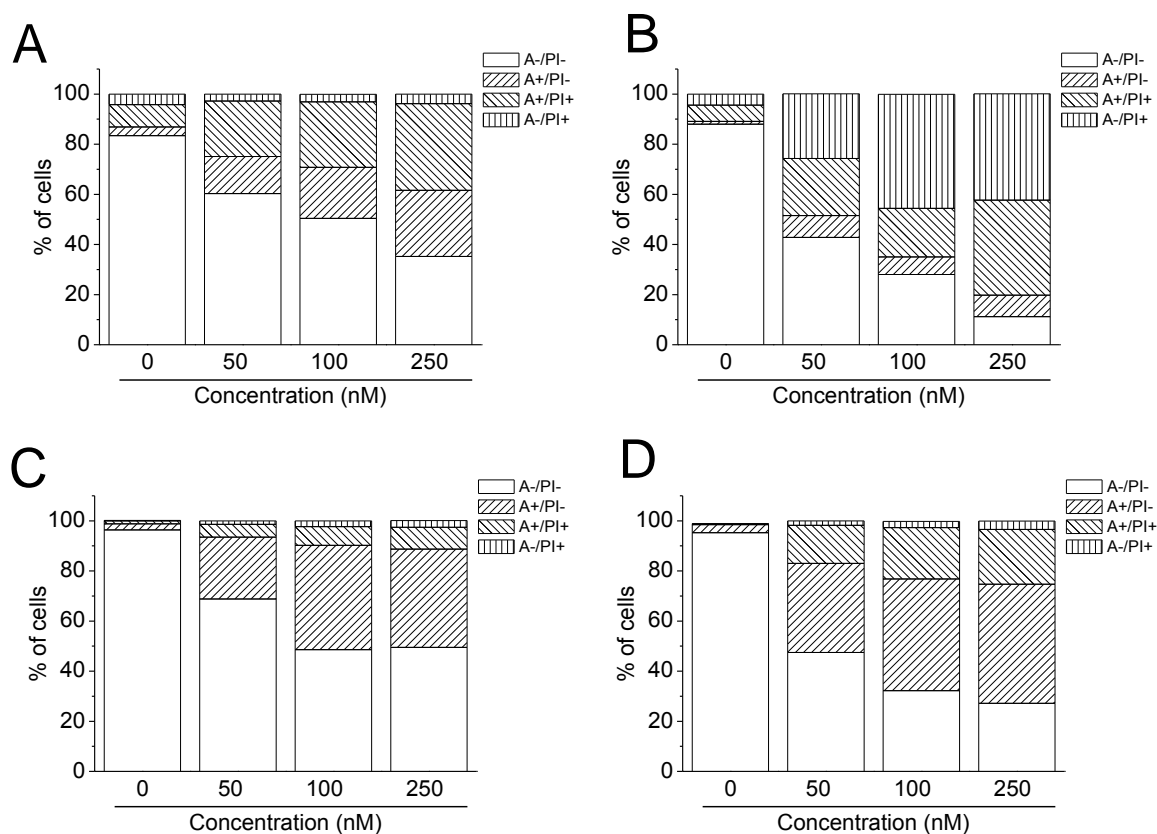 A
A-/PI-
A+/PI-
A+/PI+
A-/PI+
100
80
60
40
20
0
% of cells
0 50 100 250
Concentration (nM)
B
A-/PI-
A+/PI-
A+/PI+
A-/PI+
100
80
60
40
20
0
% of cells
0 50 100 250
Concentration (nM)
C
A-/PI-
A+/PI-
A+/PI+
A-/PI+
100
80
60
40
20
0
% of cells
0 50 100 250
Concentration (nM)
D
A-/PI-
A+/PI-
A+/PI+
A-/PI+
100
80
60
40
20
0
% of cells
0 50 100 250
Concentration (nM)